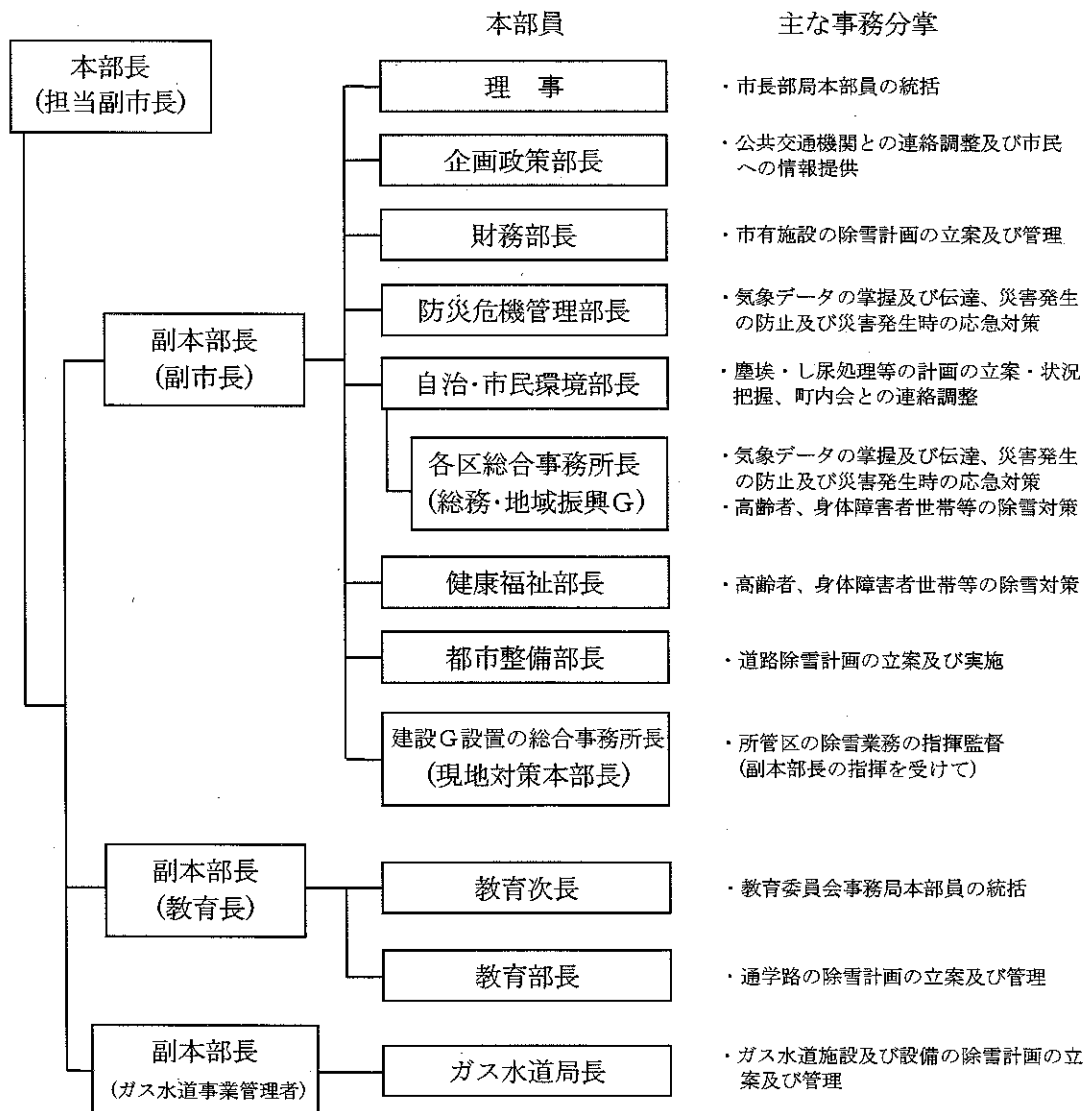 本部員 主な事務分掌
本部長
(担当副市長)
理 事
・市長部局本部員の統括
企画政策部長
・公共交通機関との連絡調整及び市民
への情報提供
財務部長
・市有施設の除雪計画の立案及び管理
防災危機管理部長
・気象データの掌握及び伝達、災害発生
の防止及び災害発生時の応急対策
副本部長
(副市長)
自治・市民環境部長
・塵埃・し尿処理等の計画の立案・状況
把握、町内会との連絡調整
各区総合事務所長
(総務・地域振興G)
・気象データの掌握及び伝達、災害発生
の防止及び災害発生時の応急対策
・高齢者、身体障害者世帯等の除雪対策
健康福祉部長
・高齢者、身体障害者世帯等の除雪対策
都市整備部長
・道路除雪計画の立案及び実施
建設G設置の総合事務所長
(現地対策本部長)
・所管区の除雪業務の指揮監督
(副本部長の指揮を受けて)
副本部長
(教育長)
教育次長
・教育委員会事務局本部員の統括
教育部長
・通学路の除雪計画の立案及び管理
副本部長
(ガス水道事業管理者)
ガス水道局長
・ガス水道施設及び設備の除雪計画の立
案及び管理